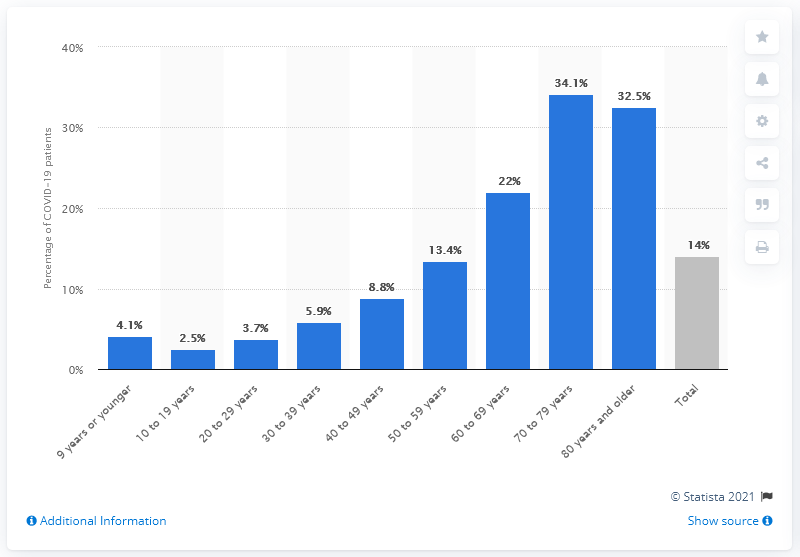 40%
30%
20%
10%
0%
Percentage of COVID-19 patients
4.1%
2.5%
3.7%
5.9%
8.8%
13.4%
22%
34.1%
32.5%
14%
9 years or younger
10 to 19 years
20 to 29 years
30 to 39 years
40 to 49 years
50 to 59 years
60 to 69 years
70 to 79 years
80 years and older
Total
© Statista 2021
Additional Information
Show source